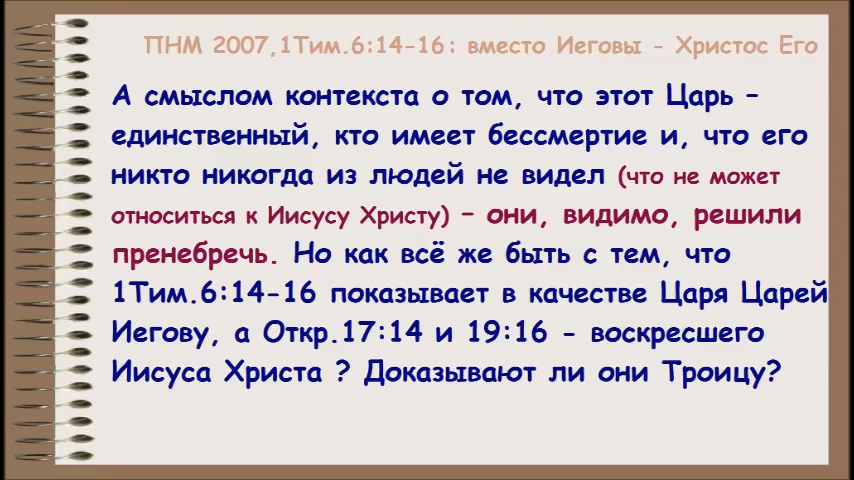 ПНМ 2007,1Тим.6:14-16: вместо Иеговы - Христос Его
А смыслом контекста о том, что этот Царь –
единственный, кто имеет бессмертие и, что его
никто никогда из людей не видел (что не может
относиться к Иисусу Христу) – они, видимо, решили
пренебречь. Но как всё же быть с тем, что
1Тим.6:14-16 показывает в качестве Царя Царей
Иегову, а Откр.17:14 и 19:16 - воскресшего
Иисуса Христа ? Доказывают ли они Троицу?